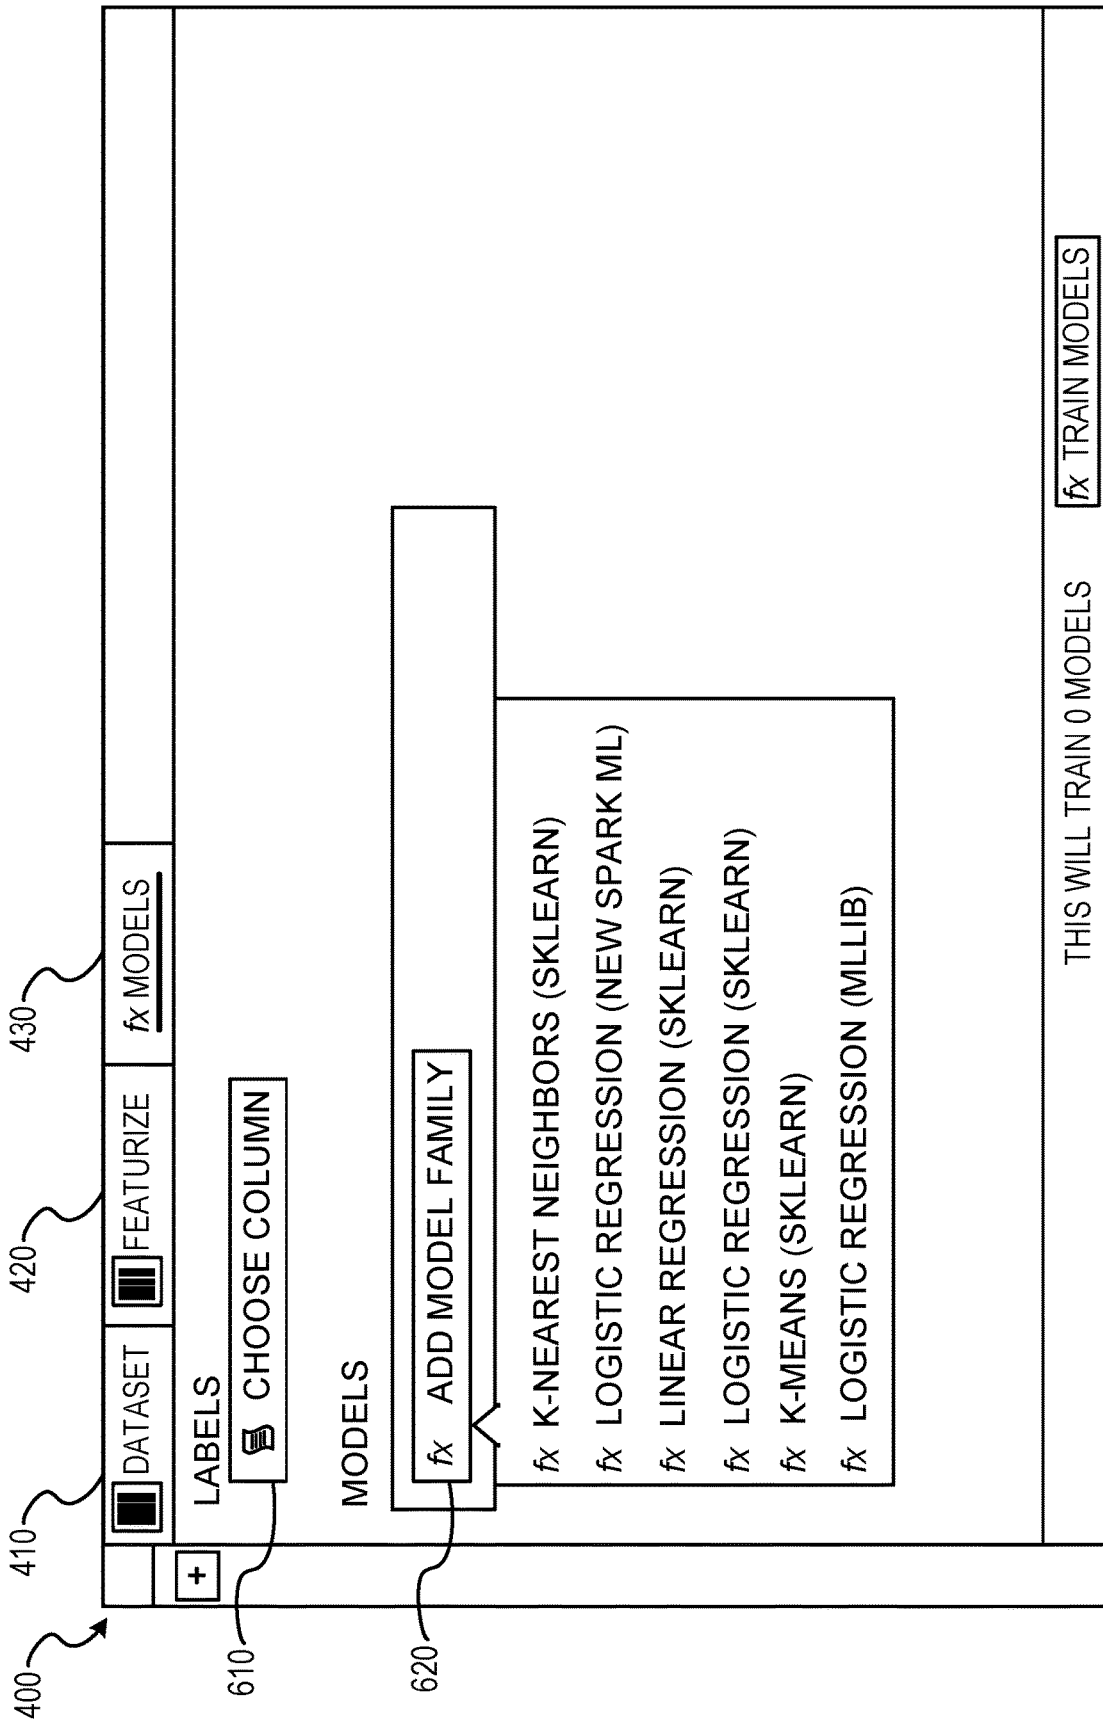 400
410
420
430
DATASET
FEATURIZE
fx MODELS
+
LABELS
610
CHOOSE COLUMN
MODELS
620
fx ADD MODEL FAMILY
fx K-NEAREST NEIGHBORS (SKLEARN)
fx LOGISTIC REGRESSION (NEW SPARK ML)
fx LINEAR REGRESSION (SKLEARN)
fx LOGISTIC REGRESSION (SKLEARN)
fx K-MEANS (SKLEARN)
fx LOGISTIC REGRESSION (MLLIB)
THIS WILL TRAIN 0 MODELS
fx TRAIN MODELS